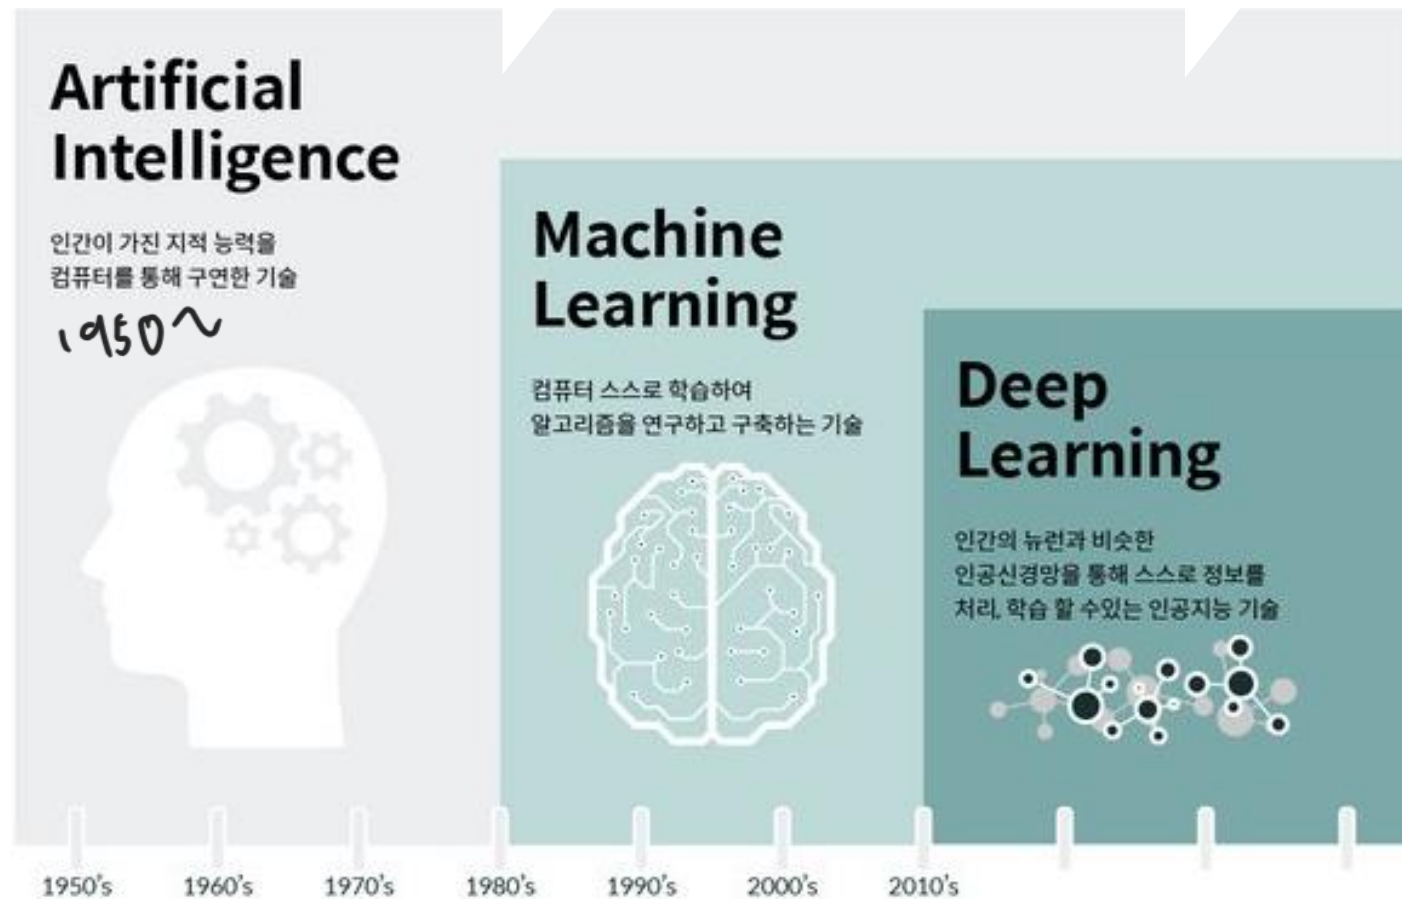 Artificial
Intelligence
인간이 가진 지적 능력을
컴퓨터를 통해 구연한 기술
1950~
Machine
Learning
컴퓨터 스스로 학습하여
알고리즘을 연구하고 구축하는 기술
Deep
Learning
인간의 뉴런과 비슷한
인공신경망을 통해 스스로 정보를
처리, 학습 할 수있는 인공지능 기술
1950's 1960's 1970's 1980's 1990's 2000's 2010's